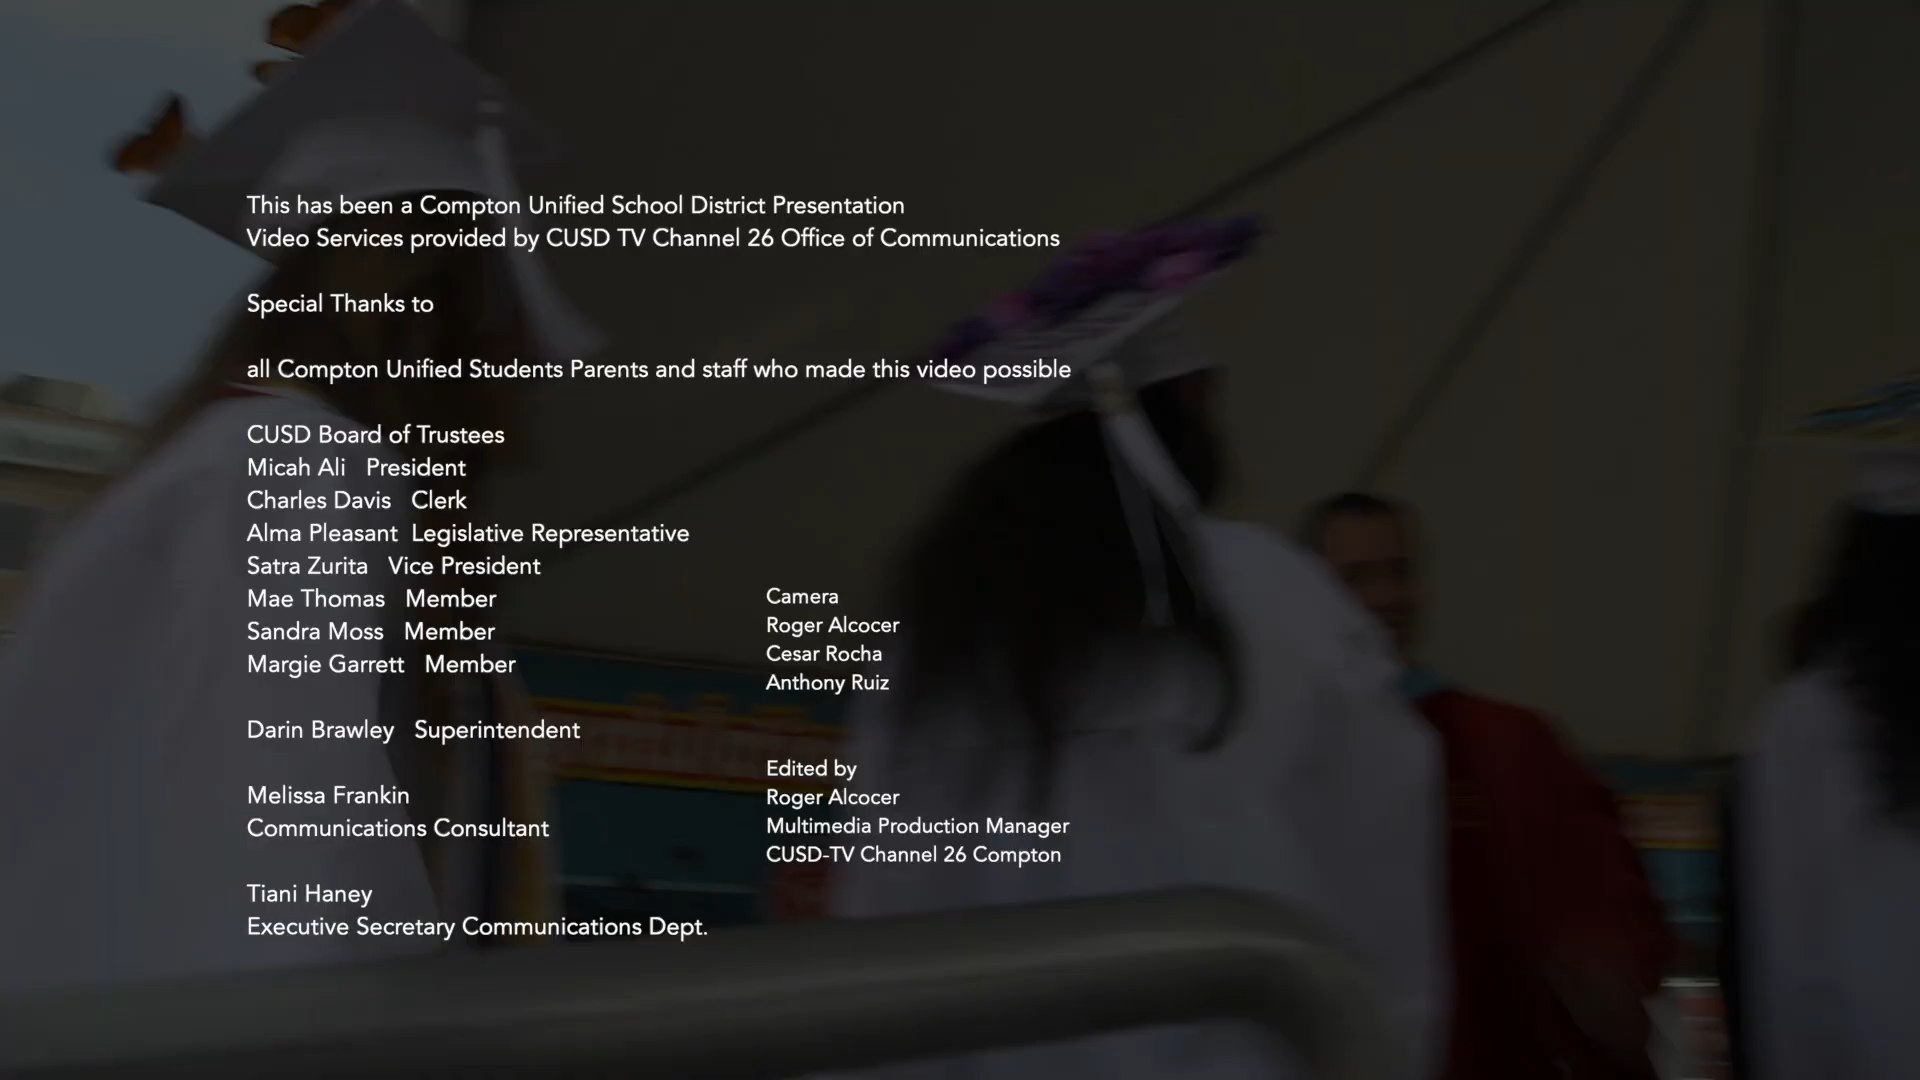 This has been a Compton Unified School District Presentation
Video Services provided by CUSD TV Channel 26 Office of Communications
Special Thanks to
all Compton Unified Students Parents and staff who made this video possible
CUSD Board of Trustees
Micah Ali President
Charles Davis Clerk
Alma Pleasant Legislative Representative
Satra Zurita Vice President
Mae Thomas Member
Sandra Moss Member
Margie Garrett Member
Darin Brawley Superintendent
Melissa Frankin
Communications Consultant
Tiani Haney
Executive Secretary Communications Dept.
Camera
Roger Alcocer
Cesar Rocha
Anthony Ruiz
Edited by
Roger Alcocer
Multimedia Production Manager
CUSD-TV Channel 26 Compton